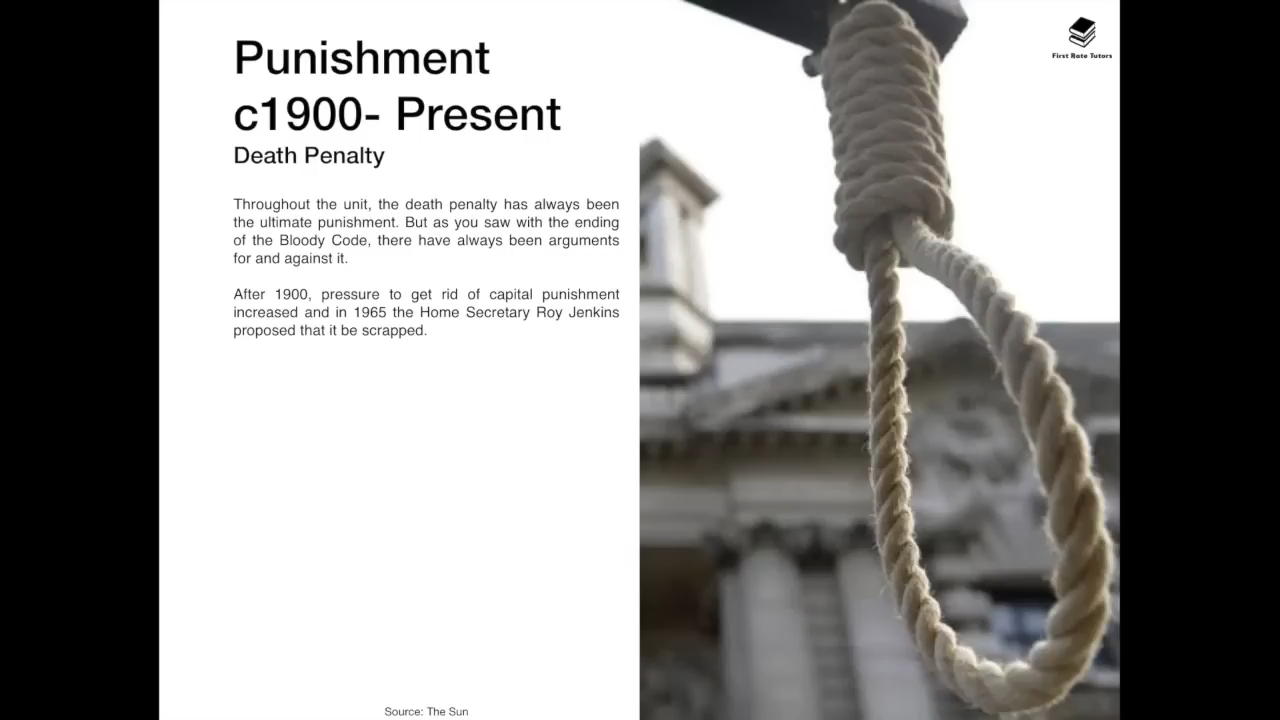 Punishment
c1900- Present
Death Penalty
Throughout the unit, the death penalty has always been
the ultimate punishment. But as you saw with the ending
of the Bloody Code, there have always been arguments
for and against it.
After 1900, pressure to get rid of capital punishment
increased and in 1965 the Home Secretary Roy Jenkins
proposed that it be scrapped.
Source: The Sun
First Rate Tutors